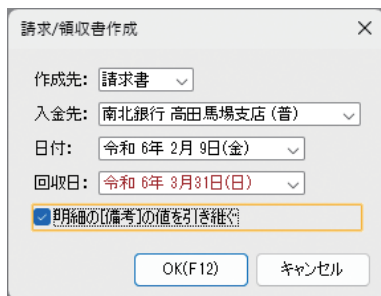 請求/領収書作成
作成先: 請求書
入金先: 南北銀行 高田馬場支店 (普)
日付: 令和 6年 2月 9日(金)
回収日: 令和 6年 3月31日(日)
明細の[備考]の値を引き継ぐ
OK(F12) キャンセル